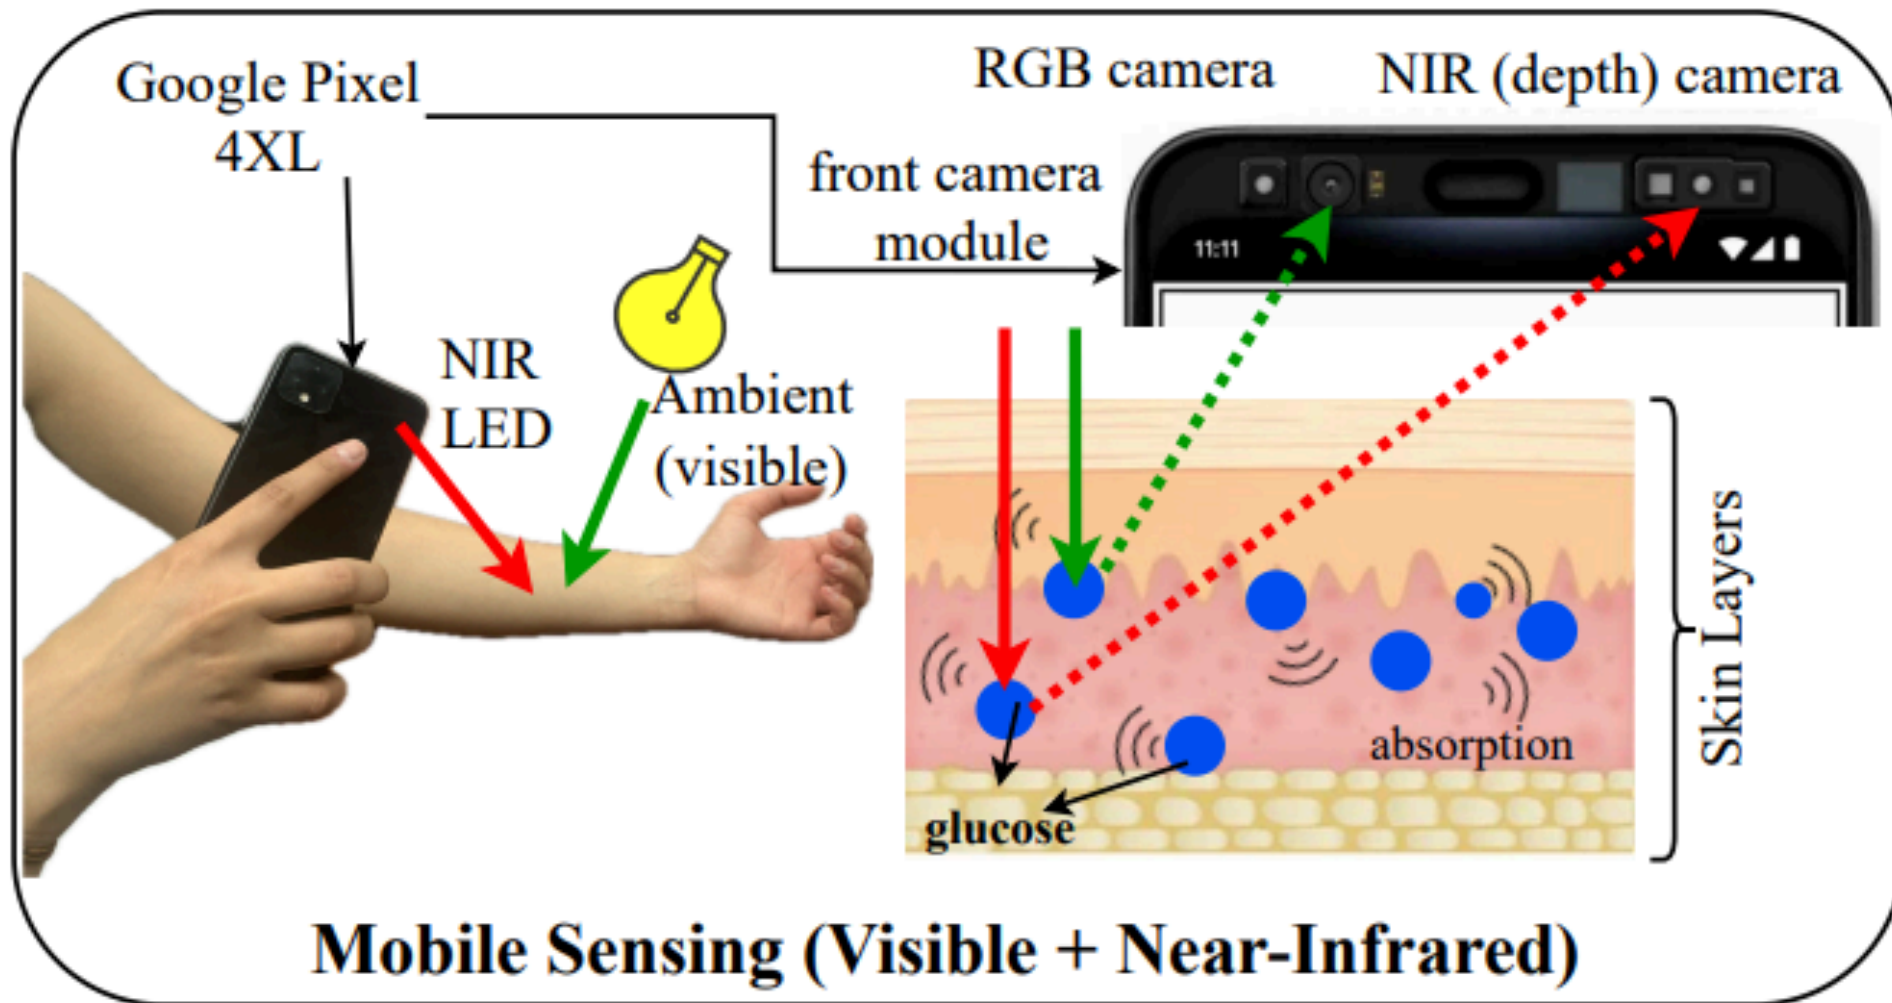 Google Pixel
4XL
RGB camera
NIR (depth) camera
front camera
module
11:11
NIR
LED
Ambient
(visible)
absorption
glucose
Skin Layers
Mobile Sensing (Visible + Near-Infrared)